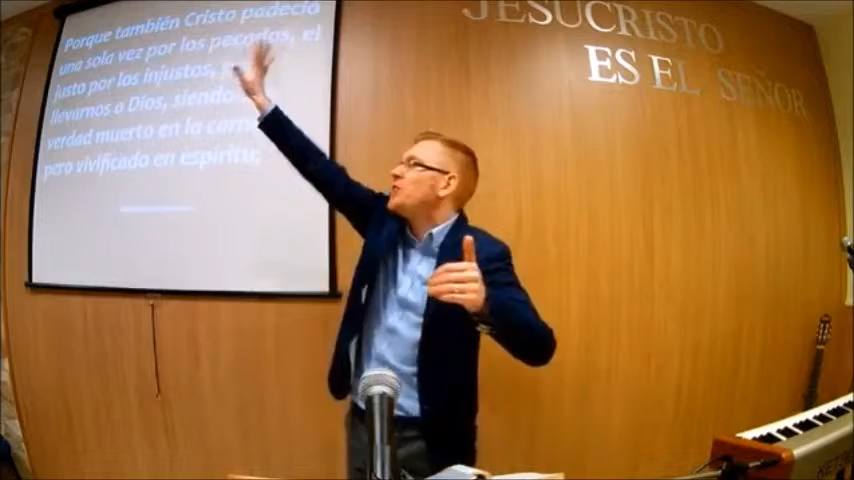 Porque también Cristo padeció
una sola vez por los pecados, el
justo por los injustos,
llevarnos a Dios, siendo
verdad muerto en la carne,
pero vivificado en espíritu;
JESUCRISTO
ES EL SEÑOR